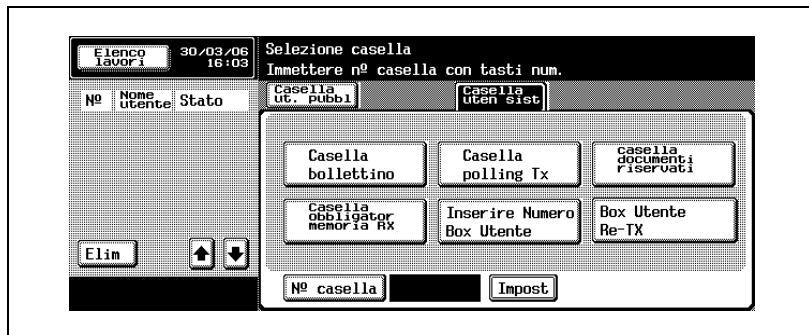 Elenco
lavori
30/03/06
16:03
Selezione casella
Immettere nº casella con tasti num.
Nº
Nome
utente
Stato
Casella
ut. pubbl
Casella
uten sist
Casella
bollettino
Casella
polling Tx
casella
documenti
riservati
Casella
obbligator
memoria RX
Inserire Numero
Box Utente
Box Utente
Re-TX
Elim
Nº casella
Impost